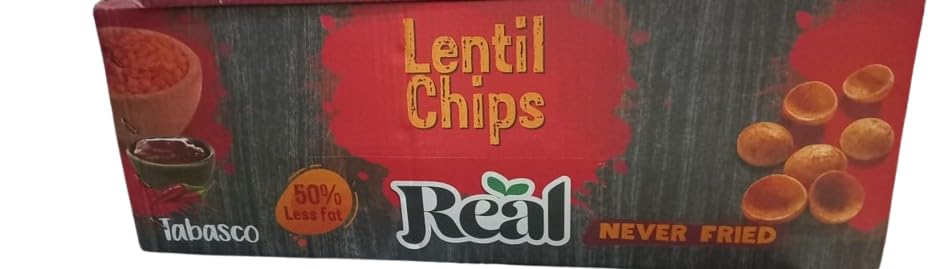 Lentil
Chips
50%
Less fat
Tabasco
Real
NEVER FRIED